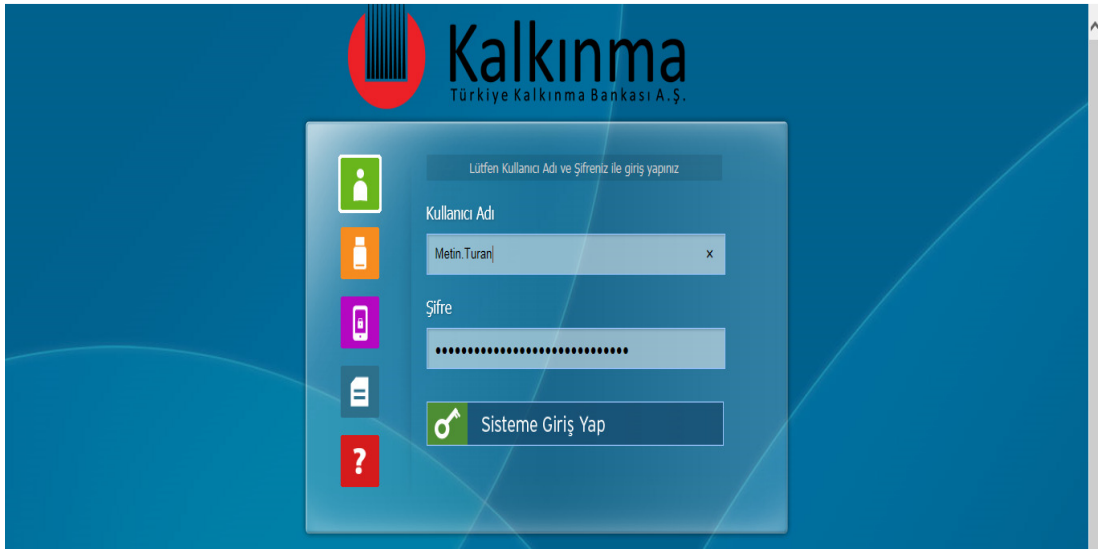 Kalkınma
Türkiye Kalkınma Bankası A.Ş.
Lütfen Kullanıcı Adı ve Şifreniz ile giriş yapınız
Kullanıcı Adı
Metin.Turan
Şifre
•••••••••••••••••••••••••••••••
Sisteme Giriş Yap
?